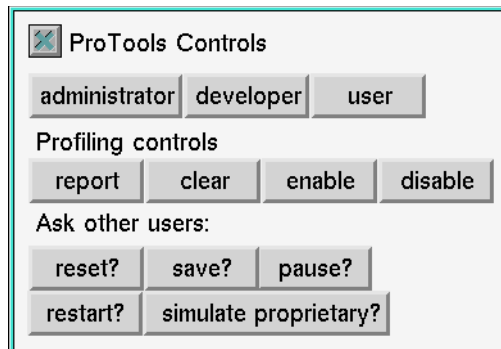 ProTools Controls
administrator developer user
Profiling controls
report clear enable disable
Ask other users:
reset? save? pause?
restart? simulate proprietary?